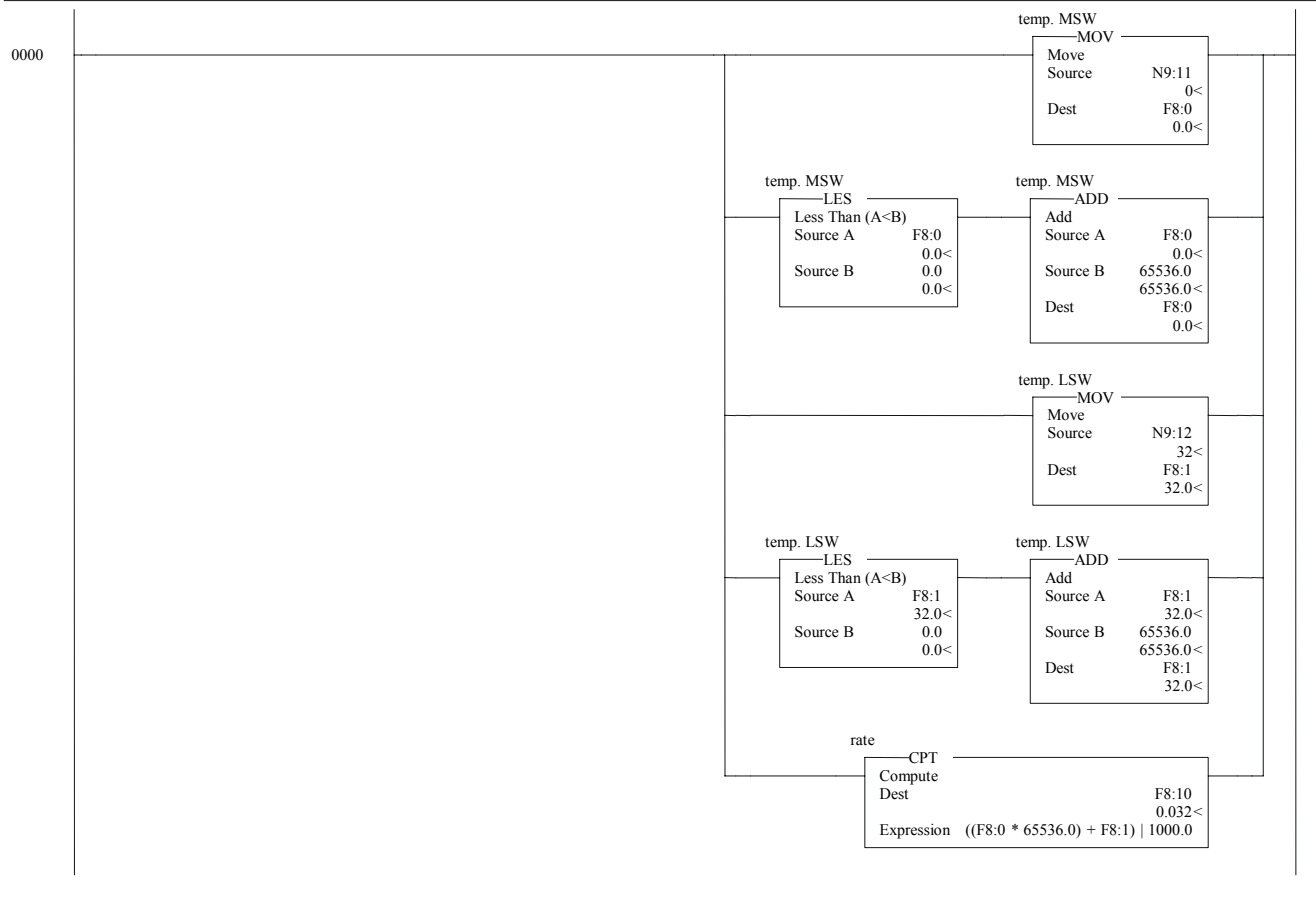 temp. MSW
MOV
0000
Move
Source N9:11
0<
Dest F8:0
0.0<
temp. MSW
LES
Less Than (A<B)
Source A F8:0
0.0<
Source B 0.0
0.0<
temp. MSW
ADD
Add
Source A F8:0
0.0<
Source B 65536.0
65536.0<
Dest F8:0
0.0<
temp. LSW
MOV
Move
Source N9:12
32<
Dest F8:1
32.0<
temp. LSW
LES
Less Than (A<B)
Source A F8:1
32.0<
Source B 0.0
0.0<
temp. LSW
ADD
Add
Source A F8:1
32.0<
Source B 65536.0
65536.0<
Dest F8:1
32.0<
rate
CPT
Compute
Dest F8:10
0.032<
Expression ((F8:0 * 65536.0) + F8:1) | 1000.0